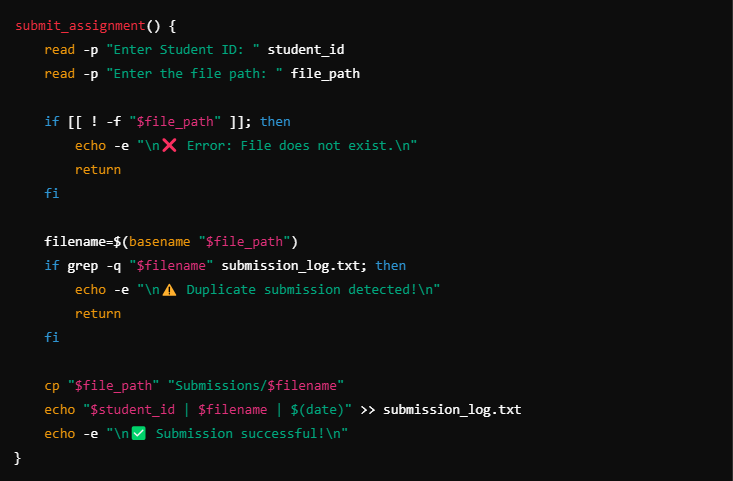 submit_assignment() {
    read -p "Enter Student ID: " student_id
    read -p "Enter the file path: " file_path

    if [[ ! -f "$file_path" ]]; then
        echo -e "\n❌ Error: File does not exist.\n"
        return
    fi

    filename=$(basename "$file_path")
    if grep -q "$filename" submission_log.txt; then
        echo -e "\n⚠️ Duplicate submission detected!\n"
        return
    fi

    cp "$file_path" "Submissions/$filename"
    echo "$student_id | $filename | $(date)" >> submission_log.txt
    echo -e "\n✅ Submission successful!\n"
}